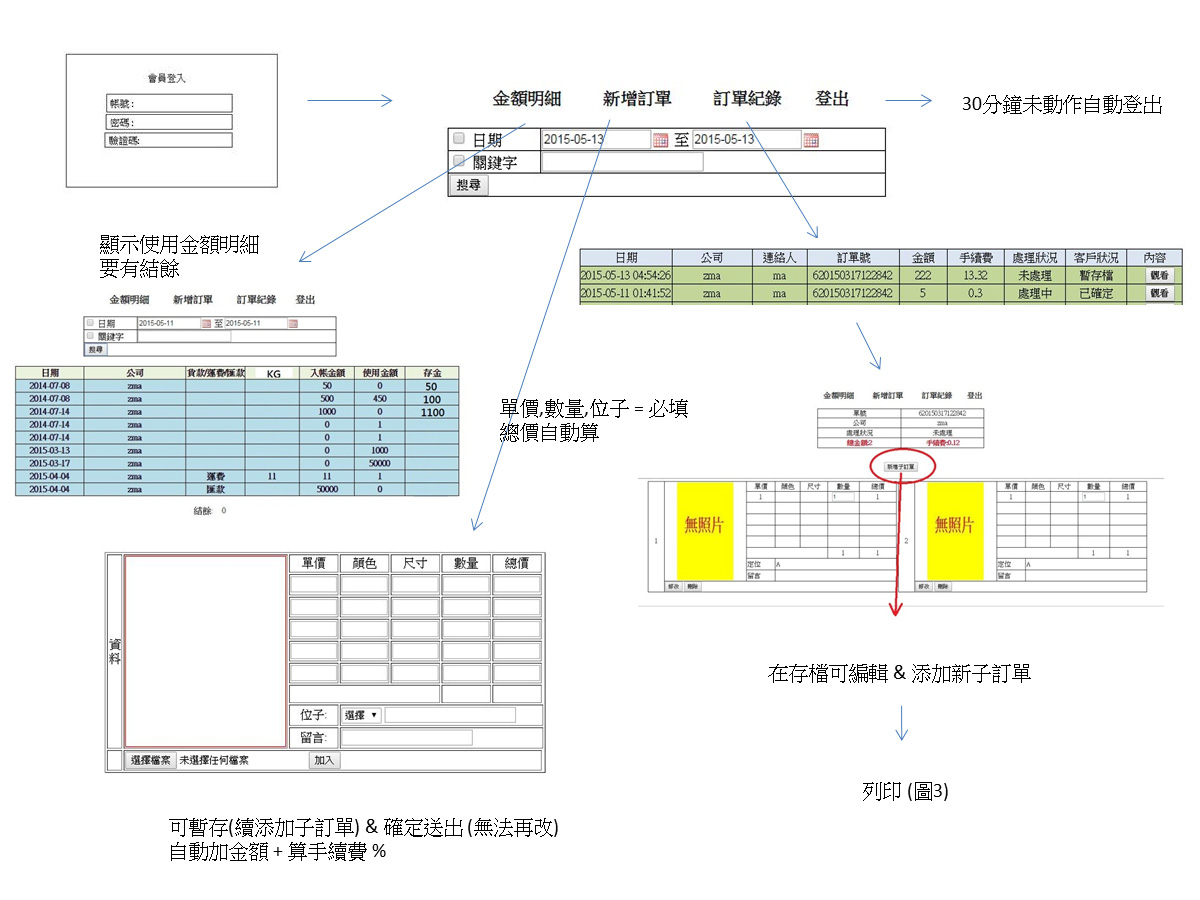 會員登入
帳號:
密碼:
驗證碼:
金額明細 新增訂單 訂單紀錄 登出
30分鐘未動作自動登出
日期 2015-05-13 至 2015-05-13
關鍵字
搜尋
顯示使用金額明細
要有結餘
金額明細 新增訂單 訂單紀錄 登出
日期 2015-05-11 至 2015-05-11
關鍵字
搜尋
日期 公司 貨款/運費/匯款 KG 入帳金額 使用金額 存金
2014-07-08 zma 50 0 50
2014-07-08 zma 500 450 100
2014-07-14 zma 1000 0 1100
2014-07-14 zma 0 1
2014-07-14 zma 0 1
2015-03-13 zma 0 1000
2015-03-17 zma 0 50000
2015-04-04 zma 運費 11 11 1
2015-04-04 zma 匯款 50000 0
結餘: 0
日期 公司 連絡人 訂單號 金額 手續費 處理狀況 客戶狀況 內容
2015-05-13 04:54:26 zma ma 620150317122842 222 13.32 未處理 暫存檔 觀看
2015-05-11 01:41:52 zma ma 620150317122842 5 0.3 處理中 已確定 觀看
單價,數量,位子 = 必填
總價自動算
金額明細 新增訂單 訂單紀錄 登出
單號 620150317122842
公司 zma
處理狀況 未處理
總金額:2 手續費:0.12
新增子訂單
1 無照片 單價 顏色 尺寸 數量 總價
1 1 1
1 1
定位 A
留言
修改 刪除
2 無照片 單價 顏色 尺寸 數量 總價
1 1 1
1 1
定位 A
留言
修改 刪除
資料 單價 顏色 尺寸 數量 總價
位子: 選擇
留言:
選擇檔案 未選擇任何檔案 加入
在存檔可編輯 & 添加新子訂單
列印 (圖3)
可暫存(續添加子訂單) & 確定送出 (無法再改)
自動加金額 + 算手續費 %